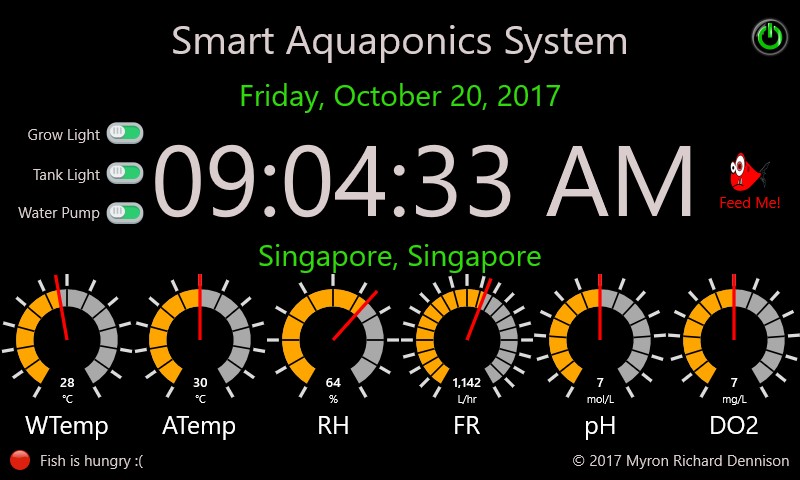 Smart Aquaponics System
Friday, October 20, 2017
Grow Light
Tank Light
Water Pump
09:04:33 AM
Feed Me!
Singapore, Singapore
28 30 64 1,142 7 7
°C °C % L/hr mol/L mg/L
WTemp ATemp RH FR pH DO2
Fish is hungry :( © 2017 Myron Richard Dennison